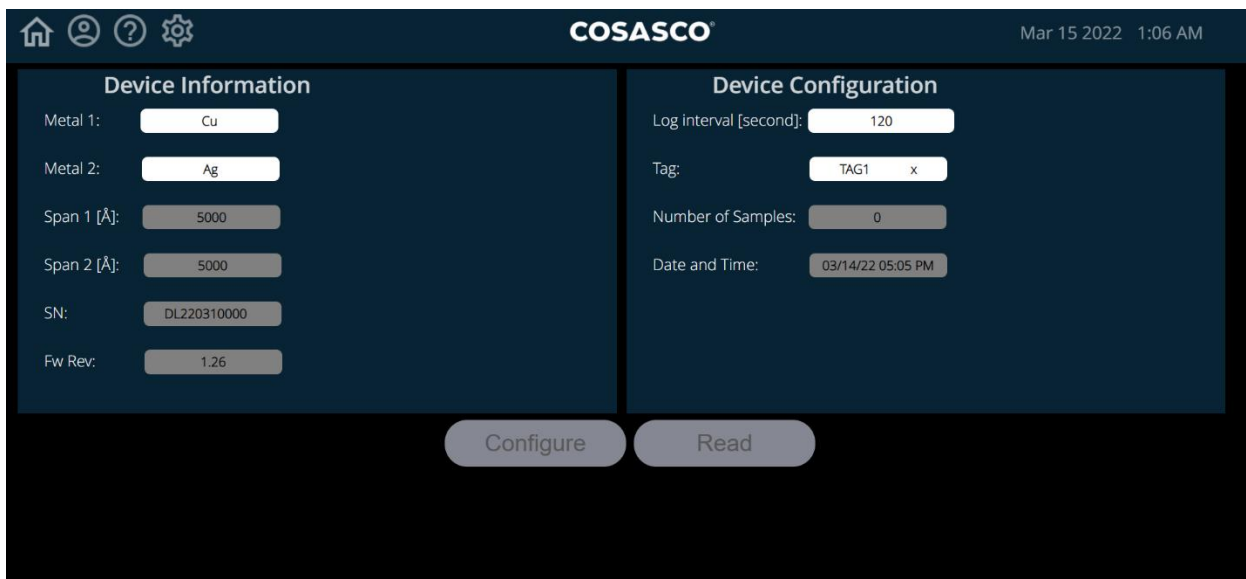 COSASCO®
Mar 15 2022 1:06 AM
Device Information
Metal 1: Cu
Metal 2: Ag
Span 1 [Å]: 5000
Span 2 [Å]: 5000
SN: DL220310000
Fw Rev: 1.26
Device Configuration
Log interval [second]: 120
Tag: TAG1 x
Number of Samples: 0
Date and Time: 03/14/22 05:05 PM
Configure
Read